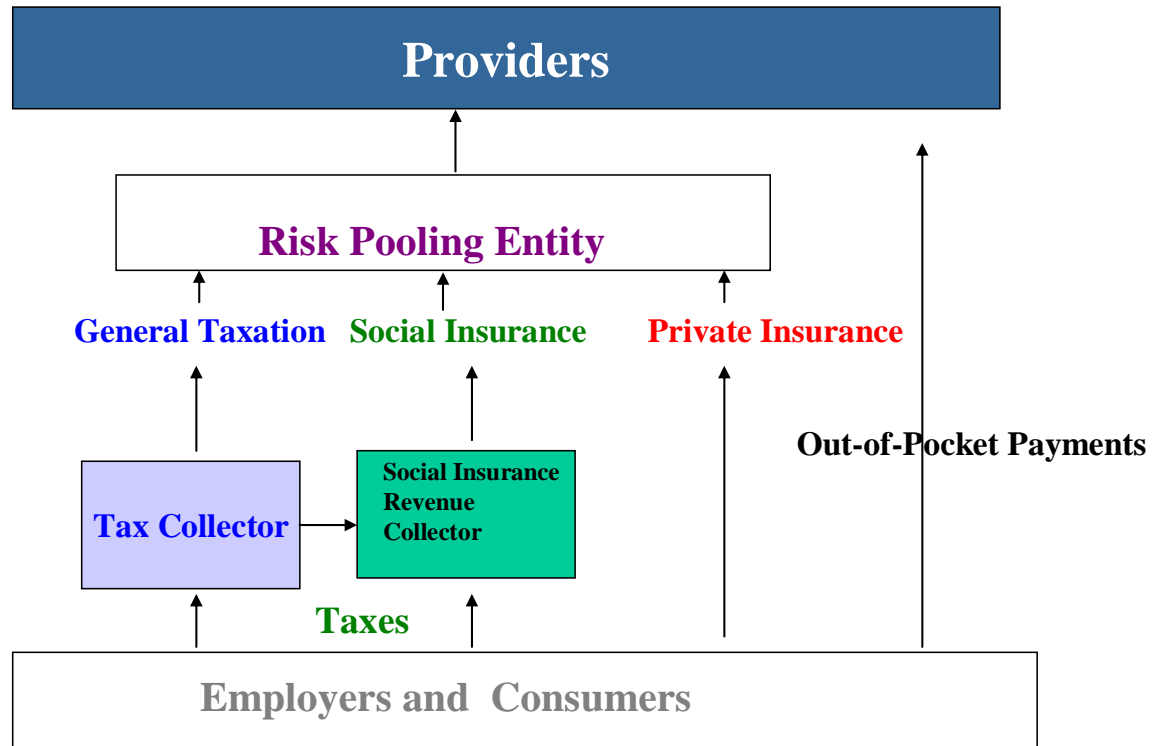 Providers
Risk Pooling Entity
General Taxation
Social Insurance
Private Insurance
Out-of-Pocket Payments
Tax Collector
Social Insurance
Revenue
Collector
Taxes
Employers and Consumers